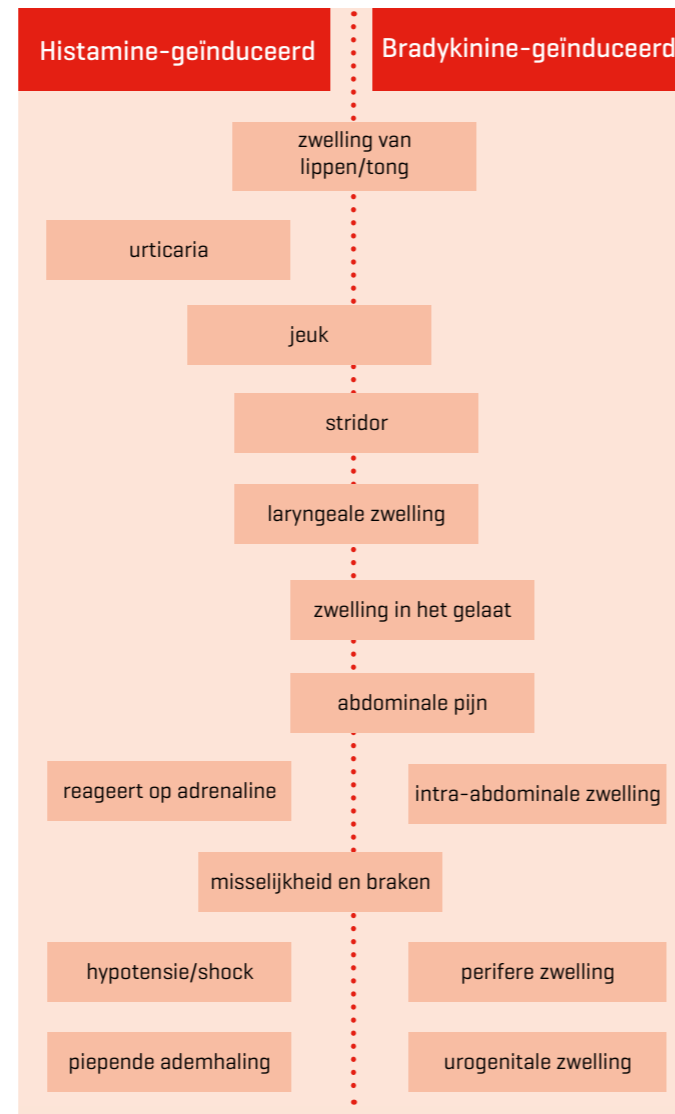 Histamine-geïnduceerd
Bradykinine-geïnduceerd
zwelling van
lippen/tong
urticaria
jeuk
stridor
laryngeale zwelling
zwelling in het gelaat
abdominale pijn
reageert op adrenaline
intra-abdominale zwelling
misselijkheid en braken
hypotensie/shock
perifere zwelling
piepende ademhaling
urogenitale zwelling